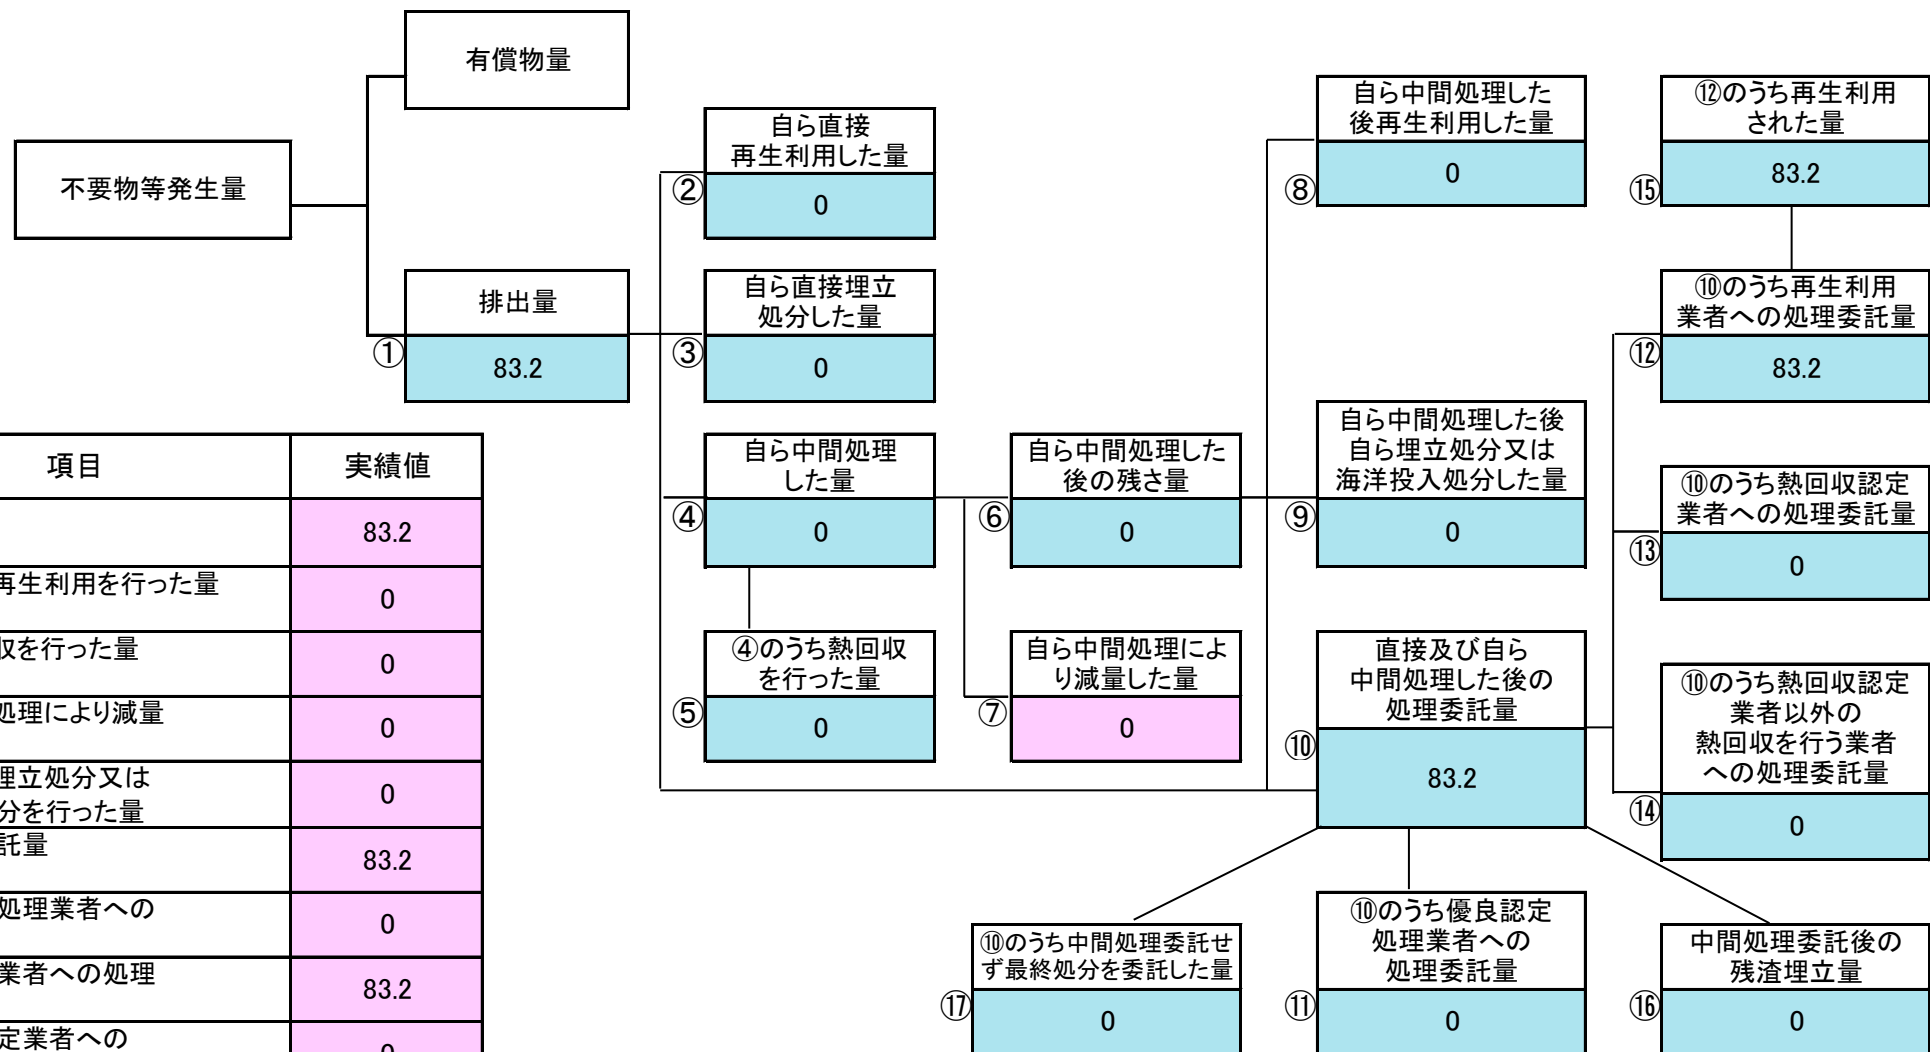 有償物量
不要物等発生量
自ら直接
再生利用した量
②
0
自ら中間処理した
後再生利用した量
⑧
0
⑫のうち再生利用
された量
⑮
83.2
排出量
①
83.2
自ら直接埋立
処分した量
③
0
⑩のうち再生利用
業者への処理委託量
⑫
83.2
自ら中間処理
した量
④
0
自ら中間処理した
後の残さ量
⑥
0
自ら中間処理した後
自ら埋立処分又は
海洋投入処分した量
⑨
0
⑩のうち熱回収認定
業者への処理委託量
⑬
0
④のうち熱回収
を行った量
⑤
0
自ら中間処理によ
り減量した量
⑦
0
直接及び自ら
中間処理した後の
処理委託量
⑩
83.2
⑩のうち熱回収認定
業者以外の
熱回収を行う業者
への処理委託量
⑭
0
⑩のうち中間処理委託せ
ず最終処分を委託した量
⑰
0
⑩のうち優良認定
処理業者への
処理委託量
⑪
0
中間処理委託後の
残渣埋立量
⑯
0
項目
実績値
83.2
再生利用を行った量
0
収を行った量
0
処理により減量
0
埋立処分又は
分を行った量
0
託量
83.2
処理業者への
0
業者への処理
83.2
定業者への
0